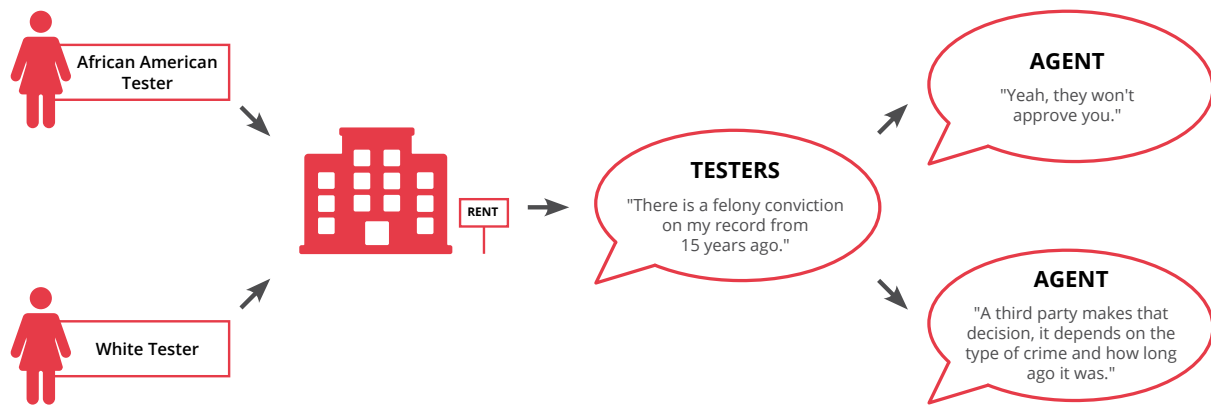 African American
Tester
White Tester
RENT
TESTERS
"There is a felony conviction
on my record from
15 years ago."
AGENT
"Yeah, they won't
approve you."
AGENT
"A third party makes that
decision, it depends on the
type of crime and how long
ago it was."